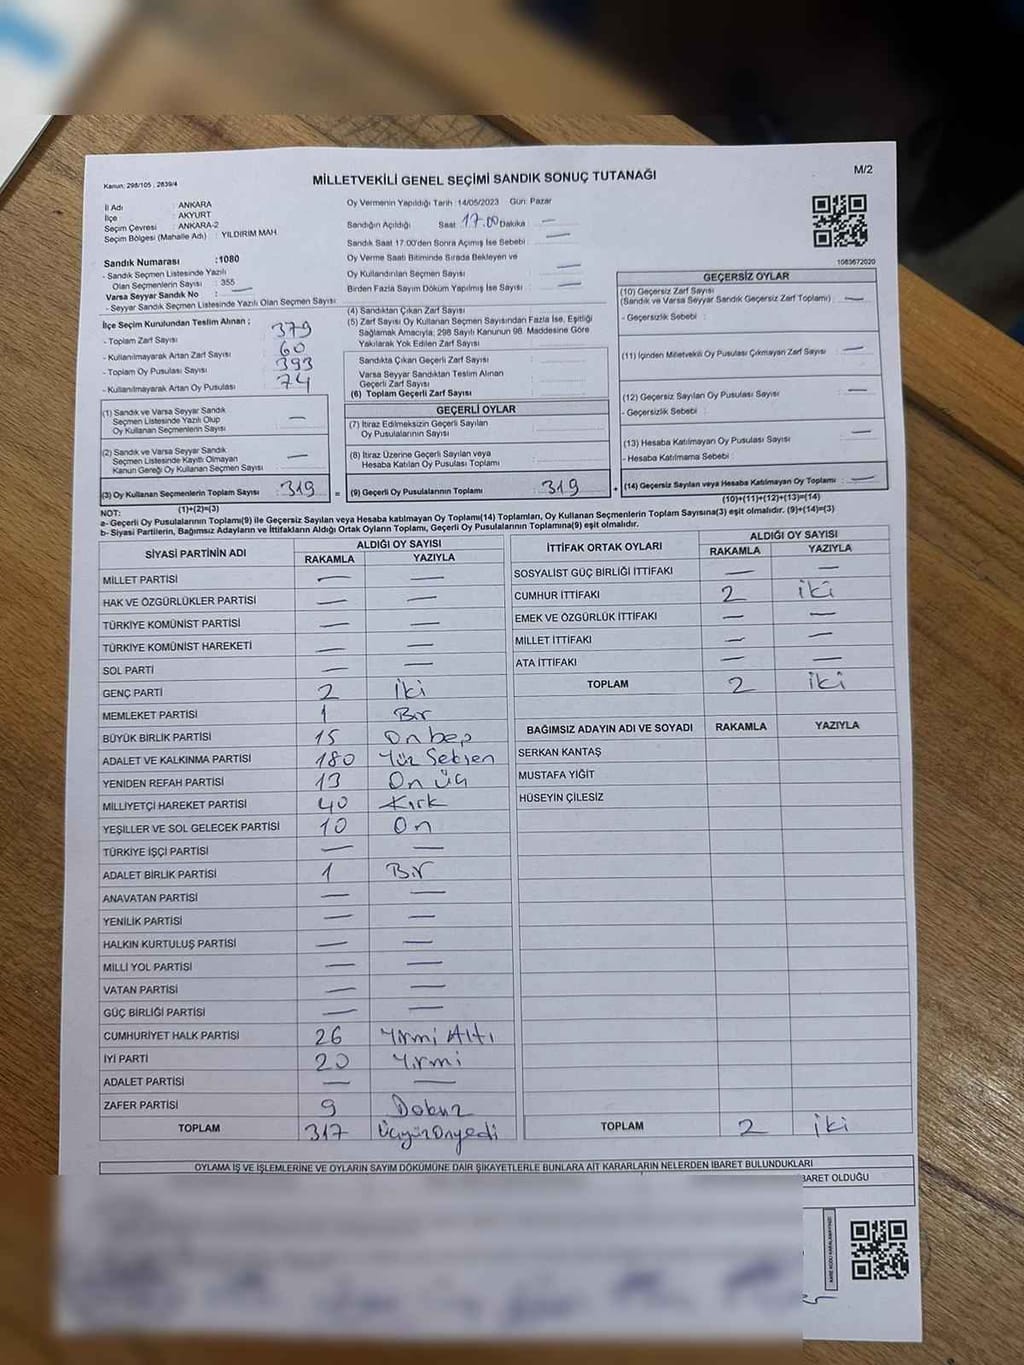 M/2
Kanun: 298/105 ; 2839/4
MİLLETVEKİLİ GENEL SEÇİMİ SANDIK SONUÇ TUTANAĞI
İl Adı : ANKARA
İlçe : AKYURT
Seçim Çevresi : ANKARA-2
Seçim Bölgesi (Mahalle Adı) : YILDIRIM MAH.
Sandık Numarası :1080
- Sandık Seçmen Listesinde Yazılı
Olan Seçmenlerin Sayısı : 355
Varsa Seyyar Sandık No : —
- Seyyar Sandık Seçmen Listesinde Yazılı Olan Seçmen Sayısı
İlçe Seçim Kurulundan Teslim Alınan ;
- Toplam Zarf Sayısı : 379
- Kullanılmayarak Artan Zarf Sayısı : 60
- Toplam Oy Pusulası Sayısı : 393
- Kullanılmayarak Artan Oy Pusulası : 74
(1) Sandık ve Varsa Seyyar Sandık
Seçmen Listesinde Yazılı Olup
Oy Kullanan Seçmenlerin Sayısı : —
(2) Sandık ve Varsa Seyyar Sandık
Seçmen Listesinde Kayıtlı Olmayan
Kanun Gereği Oy Kullanan Seçmen Sayısı : —
(3) Oy Kullanan Seçmenlerin Toplam Sayısı : 319 =
(1)+(2)=(3)
Oy Vermenin Yapıldığı Tarih :14/05/2023 Gün: Pazar
Sandığın Açıldığı Saat 17.00 Dakika —
Sandık Saat 17.00'den Sonra Açılmış İse Sebebi : —
Oy Verme Saati Bitiminde Sırada Bekleyen ve
Oy Kullandırılan Seçmen Sayısı : —
Birden Fazla Sayım Döküm Yapılmış İse Sayısı : —
(4) Sandıktan Çıkan Zarf Sayısı
(5) Zarf Sayısı Oy Kullanan Seçmen Sayısından Fazla İse, Eşitliği
Sağlamak Amacıyla; 298 Sayılı Kanunun 98. Maddesine Göre
Yakılarak Yok Edilen Zarf Sayısı :
Sandıkta Çıkan Geçerli Zarf Sayısı :
Varsa Seyyar Sandıktan Teslim Alınan
Geçerli Zarf Sayısı :
(6) Toplam Geçerli Zarf Sayısı :
GEÇERLİ OYLAR
(7) İtiraz Edilmeksizin Geçerli Sayılan
Oy Pusulalarının Sayısı :
(8) İtiraz Üzerine Geçerli Sayılan veya
Hesaba Katılan Oy Pusulası Toplamı :
(9) Geçerli Oy Pusulalarının Toplamı : 319 +
1083672020
GEÇERSİZ OYLAR
(10) Geçersiz Zarf Sayısı
(Sandık ve Varsa Seyyar Sandık Geçersiz Zarf Toplamı) : —
- Geçersizlik Sebebi :
(11) İçinden Milletvekili Oy Pusulası Çıkmayan Zarf Sayısı : —
(12) Geçersiz Sayılan Oy Pusulası Sayısı : —
- Geçersizlik Sebebi :
(13) Hesaba Katılmayan Oy Pusulası Sayısı : —
- Hesaba Katılmama Sebebi :
(14) Geçersiz Sayılan veya Hesaba Katılmayan Oy Toplamı : —
(10)+(11)+(12)+(13)=(14)
NOT:
a- Geçerli Oy Pusulalarının Toplamı(9) ile Geçersiz Sayılan veya Hesaba katılmayan Oy Toplamı(14) Toplamları, Oy Kullanan Seçmenlerin Toplam Sayısına(3) eşit olmalıdır. (9)+(14)=(3)
b- Siyasi Partilerin, Bağımsız Adayların ve İttifakların Aldığı Ortak Oyların Toplamı, Geçerli Oy Pusulalarının Toplamına(9) eşit olmalıdır.
SİYASİ PARTİNİN ADI ALDIĞI OY SAYISI
RAKAMLA YAZIYLA
MİLLET PARTİSİ — —
HAK VE ÖZGÜRLÜKLER PARTİSİ — —
TÜRKİYE KOMÜNİST PARTİSİ — —
TÜRKİYE KOMÜNİST HAREKETİ — —
SOL PARTİ — —
GENÇ PARTİ 2 İki
MEMLEKET PARTİSİ 1 Bir
BÜYÜK BİRLİK PARTİSİ 15 Onbeş
ADALET VE KALKINMA PARTİSİ 180 Yüz Seksen
YENİDEN REFAH PARTİSİ 13 On üç
MİLLİYETÇİ HAREKET PARTİSİ 40 Kırk
YEŞİLLER VE SOL GELECEK PARTİSİ 10 On
TÜRKİYE İŞÇİ PARTİSİ — —
ADALET BİRLİK PARTİSİ 1 Bir
ANAVATAN PARTİSİ — —
YENİLİK PARTİSİ — —
HALKIN KURTULUŞ PARTİSİ — —
MİLLİ YOL PARTİSİ — —
VATAN PARTİSİ — —
GÜÇ BİRLİĞİ PARTİSİ — —
CUMHURİYET HALK PARTİSİ 26 Yirmi Altı
İYİ PARTİ 20 Yirmi
ADALET PARTİSİ — —
ZAFER PARTİSİ 9 Dokuz
TOPLAM 317 Üçyüzonyedi
İTTİFAK ORTAK OYLARI ALDIĞI OY SAYISI
RAKAMLA YAZIYLA
SOSYALİST GÜÇ BİRLİĞİ İTTİFAKI — —
CUMHUR İTTİFAKI 2 iki
EMEK VE ÖZGÜRLÜK İTTİFAKI — —
MİLLET İTTİFAKI — —
ATA İTTİFAKI — —
TOPLAM 2 iki
BAĞIMSIZ ADAYIN ADI VE SOYADI RAKAMLA YAZIYLA
SERKAN KANTAŞ
MUSTAFA YİĞİT
HÜSEYİN ÇİLESİZ
TOPLAM 2 iki
OYLAMA İŞ VE İŞLEMLERİNE VE OYLARIN SAYIM DÖKÜMÜNE DAİR ŞİKAYETLERLE BUNLARA AİT KARARLARIN NELERDEN İBARET BULUNDUKLARI
İBARET OLDUĞU